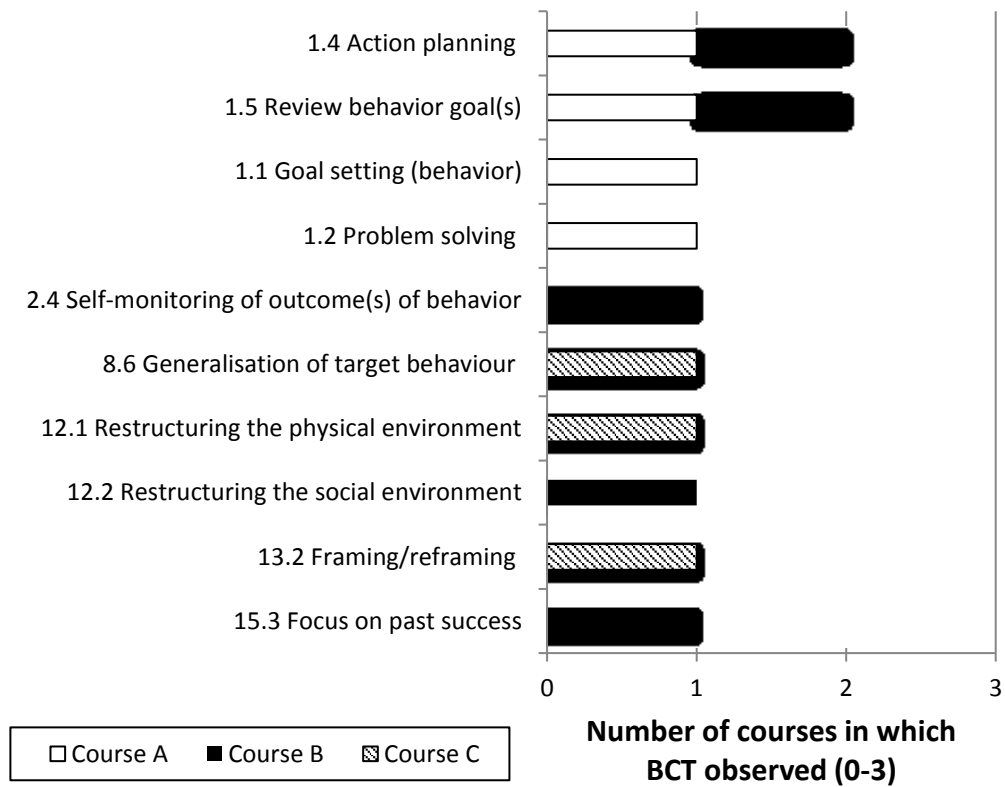 1.4 Action planning
1.5 Review behavior goal(s)
1.1 Goal setting (behavior)
1.2 Problem solving
2.4 Self-monitoring of outcome(s) of behavior
8.6 Generalisation of target behaviour
12.1 Restructuring the physical environment
12.2 Restructuring the social environment
13.2 Framing/reframing
15.3 Focus on past success
0 1 2 3
Number of courses in which
BCT observed (0-3)
Course A Course B Course C